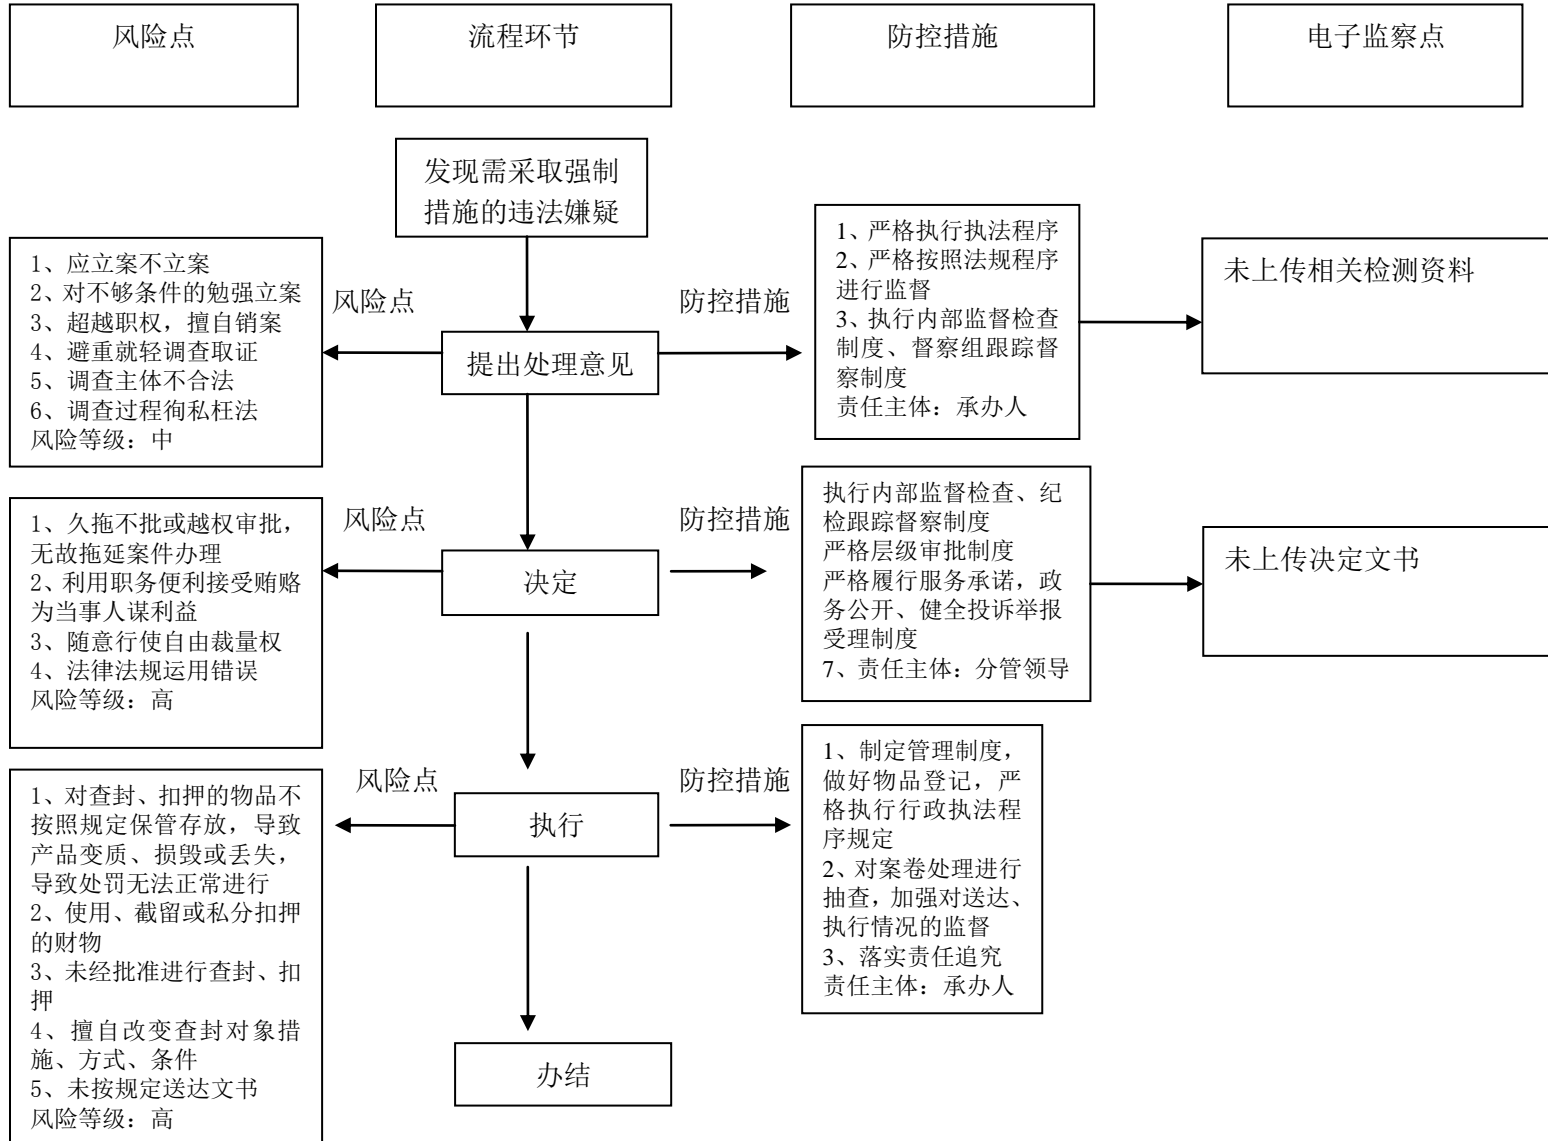 风险点
流程环节
防控措施
电子监察点
发现需采取强制
措施的违法嫌疑
1、应立案不立案
2、对不够条件的勉强立案
3、超越职权，擅自销案
4、避重就轻调查取证
5、调查主体不合法
6、调查过程徇私枉法
风险等级：中
风险点
提出处理意见
防控措施
1、严格执行执法程序
2、严格按照法规程序
进行监督
3、执行内部监督检查
制度、督察组跟踪督
察制度
责任主体：承办人
未上传相关检测资料
1、久拖不批或越权审批，
无故拖延案件办理
2、利用职务便利接受贿赂
为当事人谋利益
3、随意行使自由裁量权
4、法律法规运用错误
风险等级：高
风险点
决定
防控措施
执行内部监督检查、纪
检跟踪督察制度
严格层级审批制度
严格履行服务承诺，政
务公开、健全投诉举报
受理制度
7、责任主体：分管领导
未上传决定文书
1、对查封、扣押的物品不
按照规定保管存放，导致
产品变质、损毁或丢失，
导致处罚无法正常进行
2、使用、截留或私分扣押
的财物
3、未经批准进行查封、扣
押
4、擅自改变查封对象措
施、方式、条件
5、未按规定送达文书
风险等级：高
风险点
执行
防控措施
1、制定管理制度，
做好物品登记，严
格执行行政执法程
序规定
2、对案卷处理进行
抽查，加强对送达、
执行情况的监督
3、落实责任追究
责任主体：承办人
办结